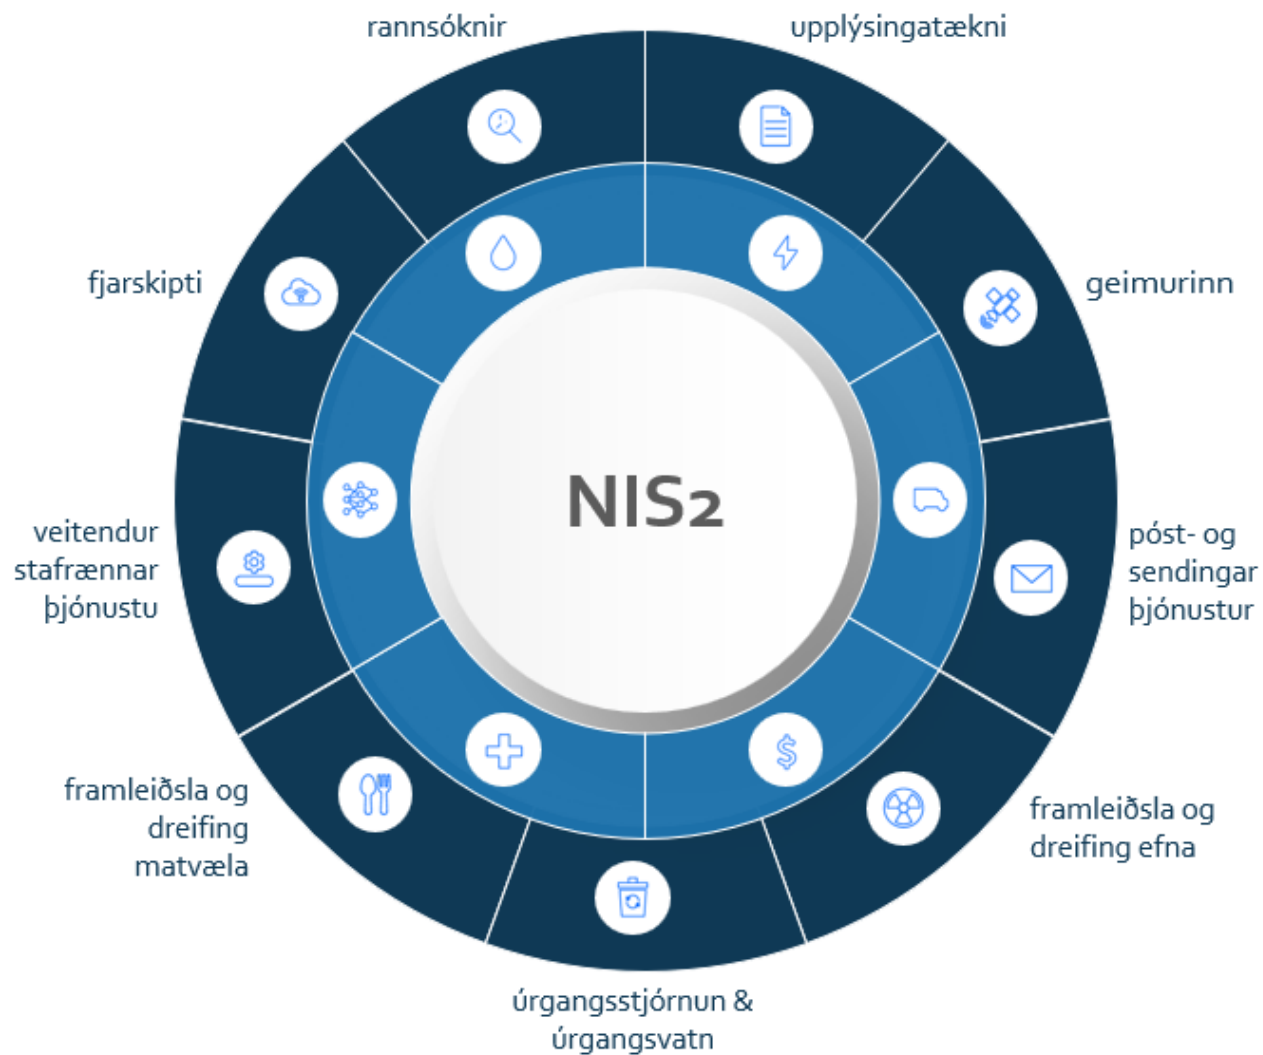 rannsóknir
upplýsingatækni
fjarskipti
geimurinn
NIS2
veitendur
stafrænnar
þjónustu
póst- og
sendingar
þjónustur
framleiðsla og
dreifing
matvæla
framleiðsla og
dreifing efna
úrgangsstjórnun &
úrgangsvatn